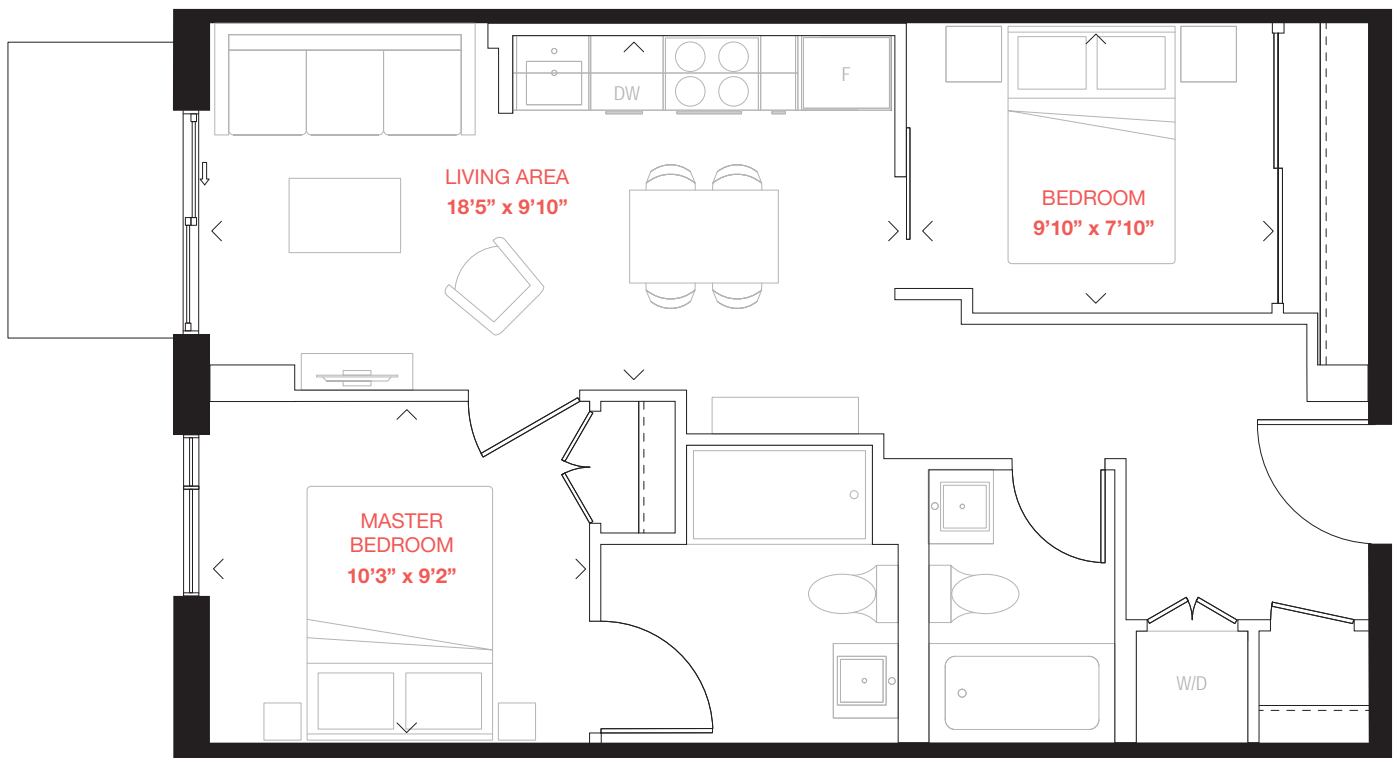 DW
F
LIVING AREA
18’5” x 9’10”
BEDROOM
9’10” x 7’10”
MASTER
BEDROOM
10’3” x 9’2”
W/D